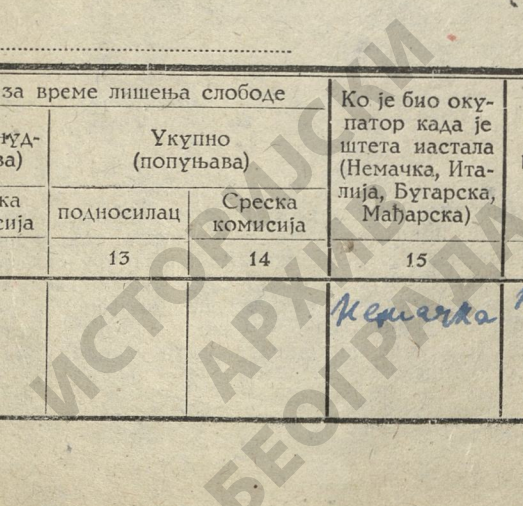 за време лишења слободе
Укупно
(попуњава)
подносилац
Среска
комисија
13
14
Ко је био оку-
патор када је
штета иастала
(Немачка, Ита-
лија, Бугарска,
Мађарска)
15
Немачка
ИСТОРИЈСКИ
АРХИВ
БЕОГРАДА